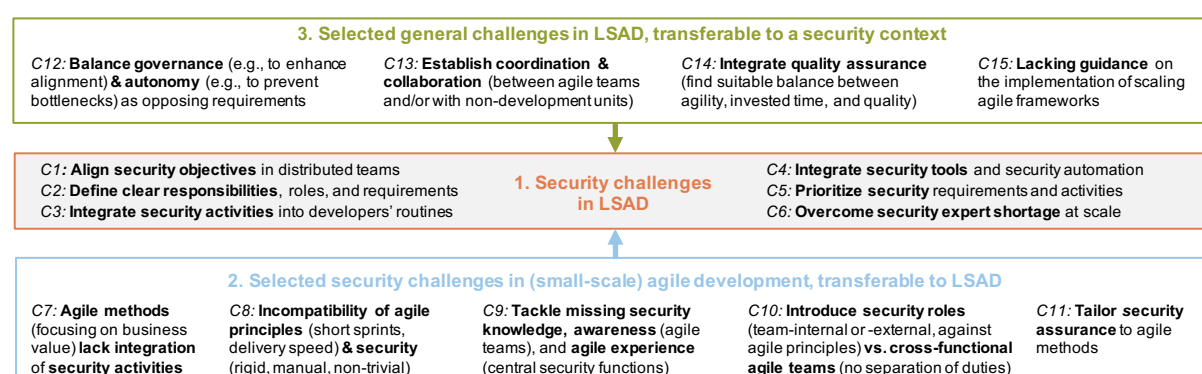 3. Selected general challenges in LSAD, transferable to a security context
C12: Balance governance (e.g., to enhance
alignment) & autonomy (e.g., to prevent
bottlenecks) as opposing requirements
C13: Establish coordination &
collaboration (between agile teams
and/or with non-development units)
C14: Integrate quality assurance
(find suitable balance between
agility, invested time, and quality)
C15: Lacking guidance on
the implementation of scaling
agile frameworks
C1: Align security objectives in distributed teams
C2: Define clear responsibilities, roles, and requirements
C3: Integrate security activities into developers' routines
1. Security challenges
in LSAD
C4: Integrate security tools and security automation
C5: Prioritize security requirements and activities
C6: Overcome security expert shortage at scale
2. Selected security challenges in (small-scale) agile development, transferable to LSAD
C7: Agile methods
(focusing on business
value) lack integration
of security activities
C8: Incompatibility of agile
principles (short sprints,
delivery speed) & security
(rigid, manual, non-trivial)
C9: Tackle missing security
knowledge, awareness (agile
teams), and agile experience
(central security functions)
C10: Introduce security roles
(team-internal or -external, against
agile principles) vs. cross-functional
agile teams (no separation of duties)
C11: Tailor security
assurance to agile
methods